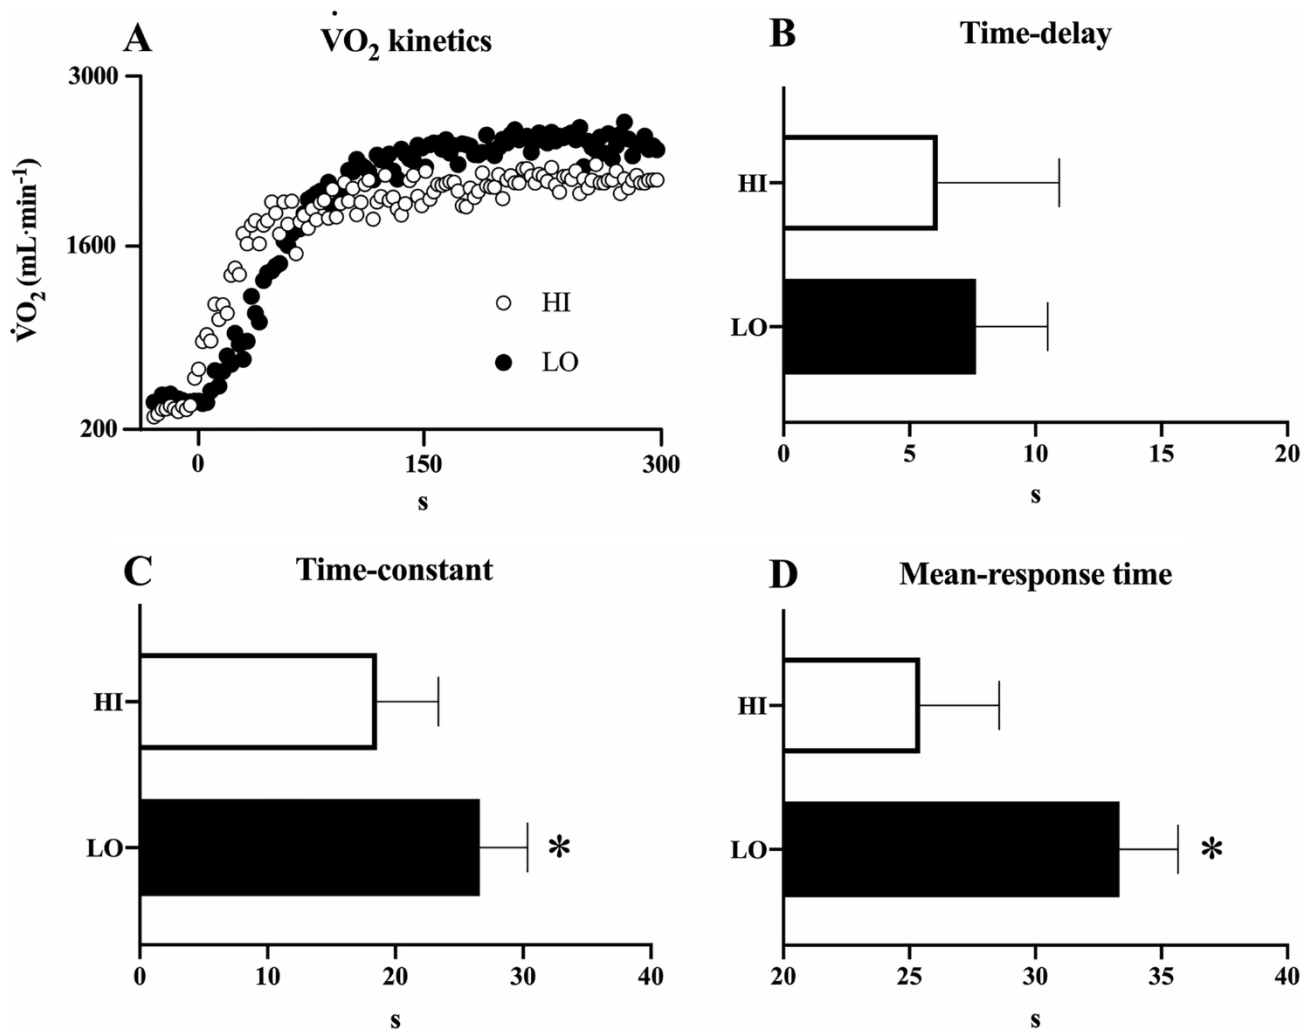 A
V̇O₂ kinetics
3000
1600
200
V̇O₂ (mL·min⁻¹)
HI
LO
0 150 300
s
B
Time-delay
HI
LO
0 5 10 15 20
s
C
Time-constant
HI
LO
*
0 10 20 30 40
s
D
Mean-response time
HI
LO
*
20 25 30 35 40
s